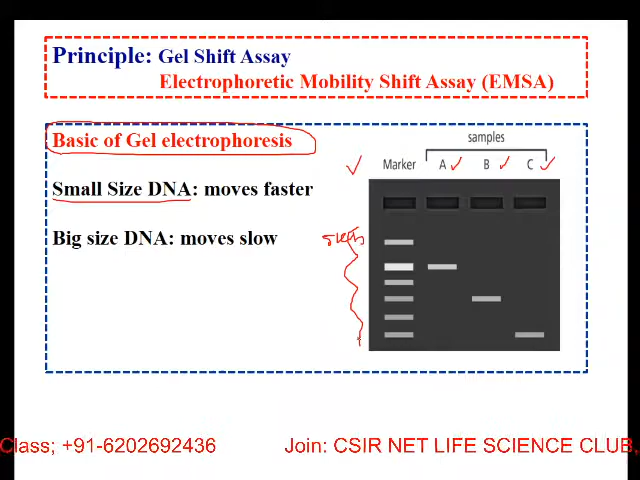 Principle: Gel Shift Assay
Electrophoretic Mobility Shift Assay (EMSA)
Basic of Gel electrophoresis
samples
Marker A B C
Small Size DNA: moves faster
Big size DNA: moves slow
Class; +91-6202692436 Join: CSIR NET LIFE SCIENCE CLUB,